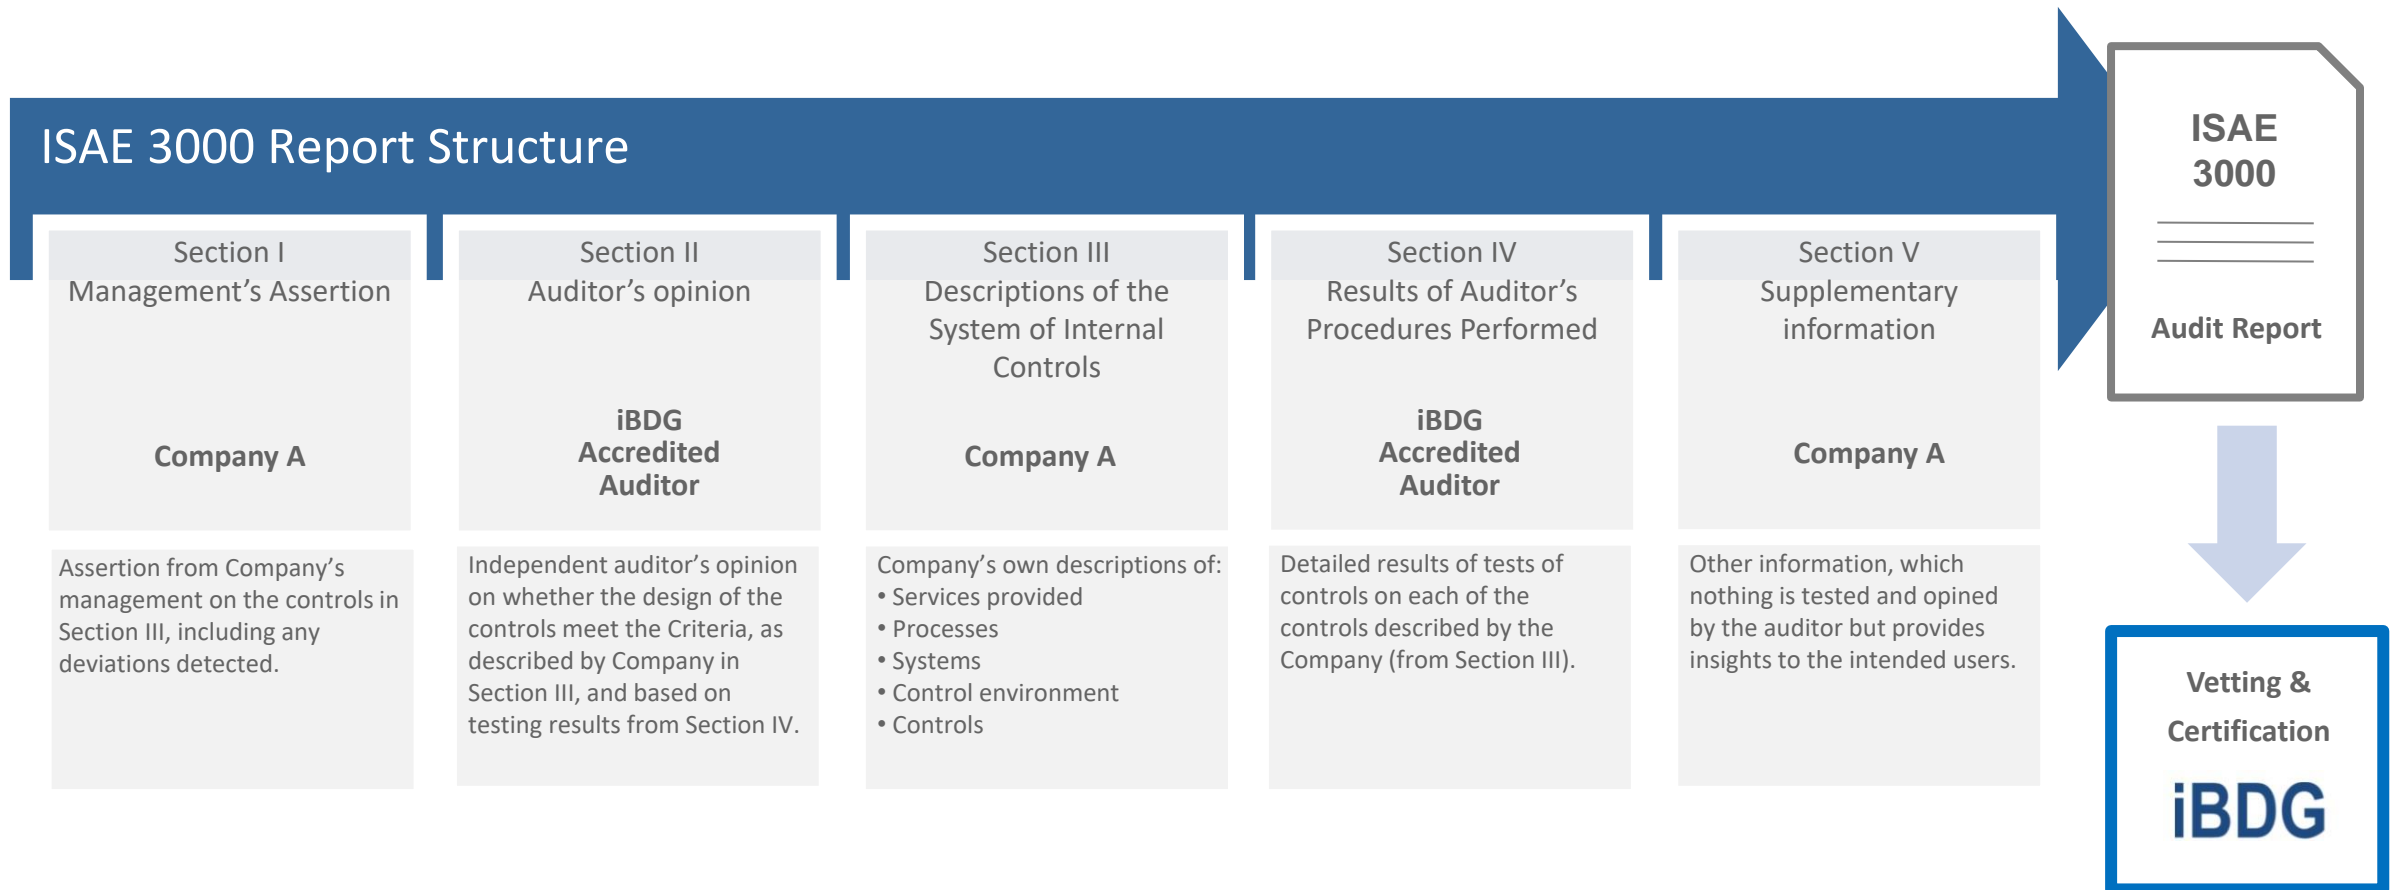 ISAE 3000 Report Structure
Section I
Management's Assertion
Company A
Assertion from Company's
management on the controls in
Section III, including any
deviations detected.
Section II
Auditor's opinion
iBDG
Accredited
Auditor
Independent auditor's opinion
on whether the design of the
controls meet the Criteria, as
described by Company in
Section III, and based on
testing results from Section IV.
Section III
Descriptions of the
System of Internal
Controls
Company A
Company's own descriptions of:
• Services provided
• Processes
• Systems
• Control environment
• Controls
Section IV
Results of Auditor's
Procedures Performed
iBDG
Accredited
Auditor
Detailed results of tests of
controls on each of the
controls described by the
Company (from Section III).
Section V
Supplementary
information
Company A
Other information, which
nothing is tested and opined
by the auditor but provides
insights to the intended users.
ISAE
3000
Audit Report
Vetting &
Certification
iBDG